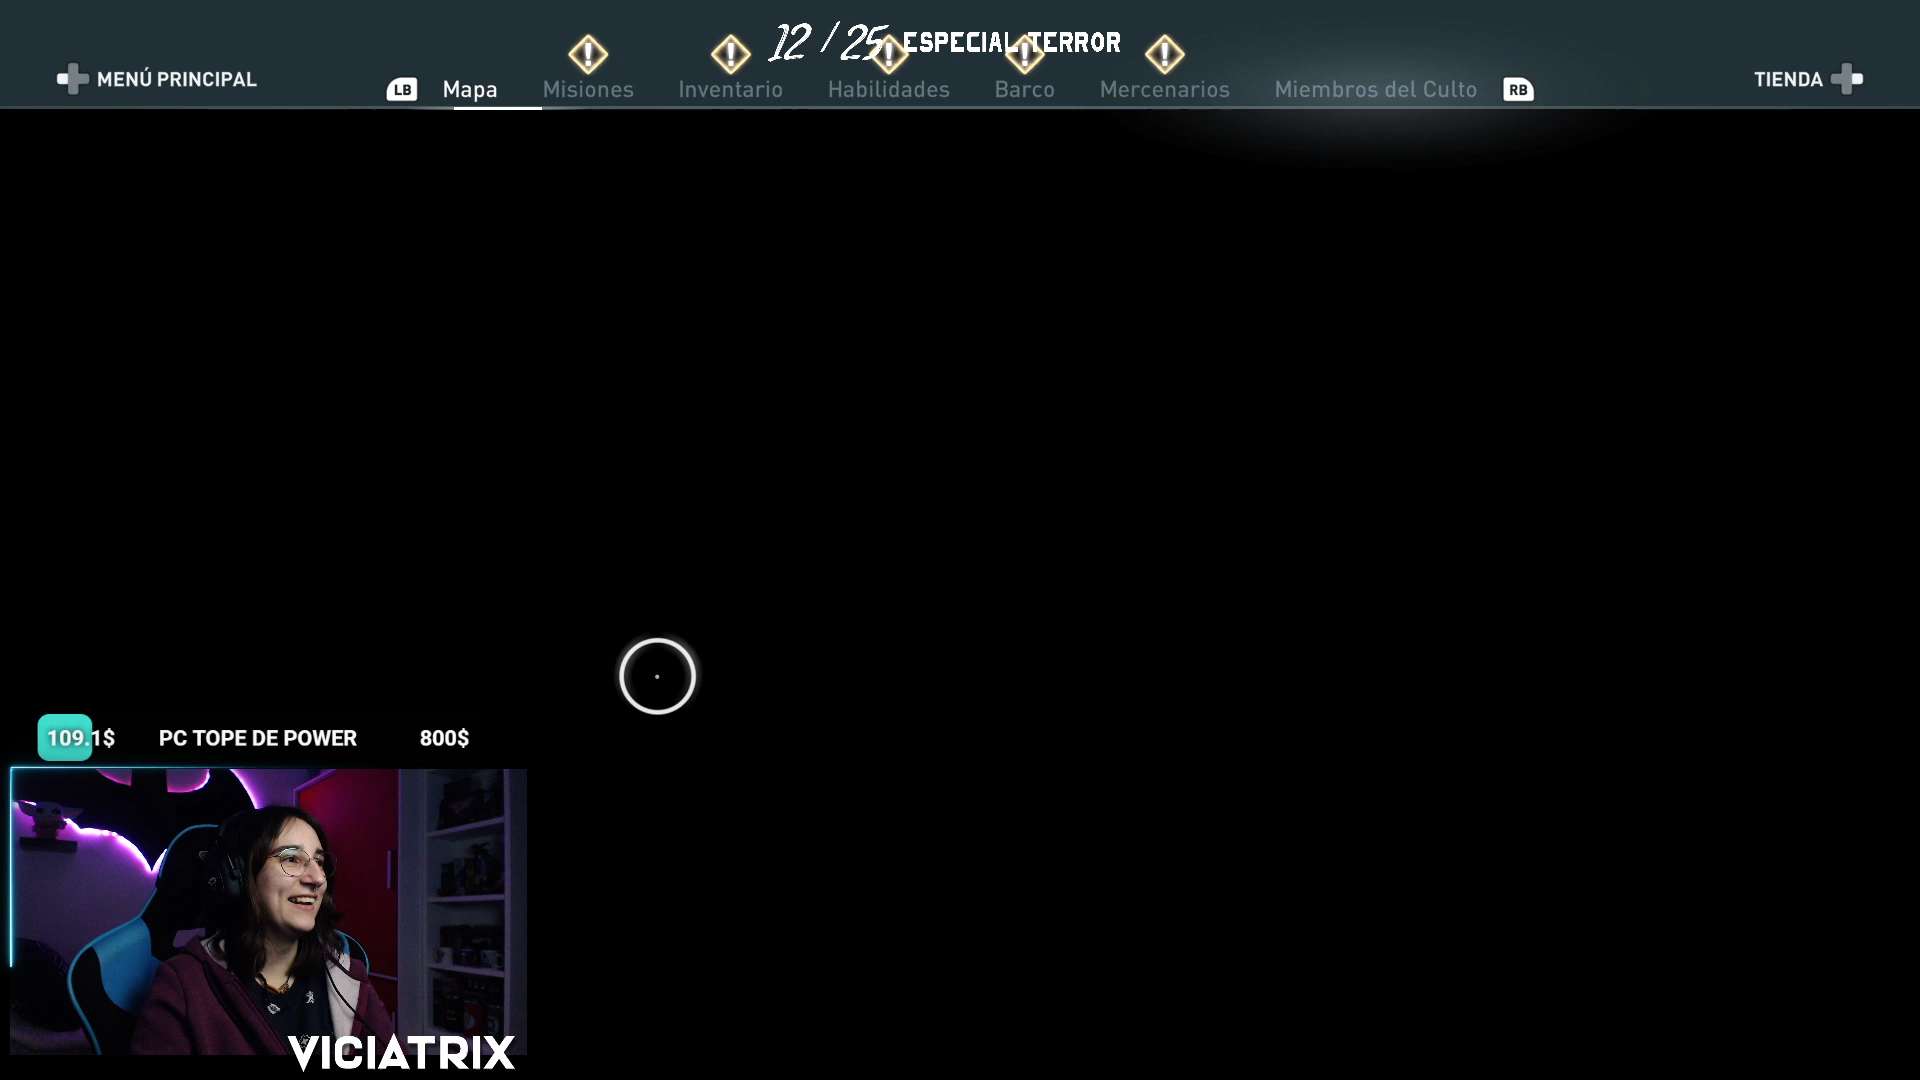 12 / 25 ESPECIAL TERROR
MENÚ PRINCIPAL
LB Mapa Misiones Inventario Habilidades Barco Mercenarios Miembros del Culto RB
TIENDA
109.1$ PC TOPE DE POWER 800$
VICIATRIX